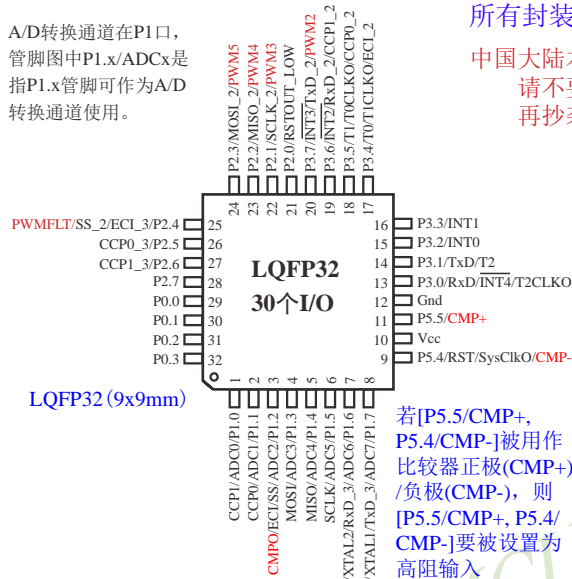 A/D转换通道在P1口，
管脚图中P1.x/ADCx是
指P1.x管脚可作为A/D
转换通道使用。
所有封装
中国大陆本
请不要
再抄袭
P2.3/MOSI_2/PWM5
P2.2/MISO_2/PWM4
P2.1/SCLK_2/PWM3
P2.0/RSTOUT_LOW
P3.7/INT3/TxD_2/PWM2
P3.6/INT2/RxD_2/CCP1_2
P3.5/T1/T0CLKO/CCP0_2
P3.4/T0/T1CLKO/ECI_2
24
23
22
21
20
19
18
17
PWMFLT/SS_2/ECI_3/P2.4 25
CCP0_3/P2.5 26
CCP1_3/P2.6 27
P2.7 28
P0.0 29
P0.1 30
P0.2 31
P0.3 32
LQFP32
30个I/O
16 P3.3/INT1
15 P3.2/INT0
14 P3.1/TxD/T2
13 P3.0/RxD/INT4/T2CLKO
12 Gnd
11 P5.5/CMP+
10 Vcc
9 P5.4/RST/SysClkO/CMP-
1
2
3
4
5
6
7
8
CCP1/ADC0/P1.0
CCP0/ADC1/P1.1
CMPO/ECI/SS/ADC2/P1.2
MOSI/ADC3/P1.3
MISO/ADC4/P1.4
SCLK/ADC5/P1.5
XTAL2/RxD_3/ADC6/P1.6
XTAL1/TxD_3/ADC7/P1.7
LQFP32(9x9mm)
若[P5.5/CMP+,
P5.4/CMP-]被用作
比较器正极(CMP+)
/负极(CMP-)，则
[P5.5/CMP+, P5.4/
CMP-]要被设置为
高阻输入